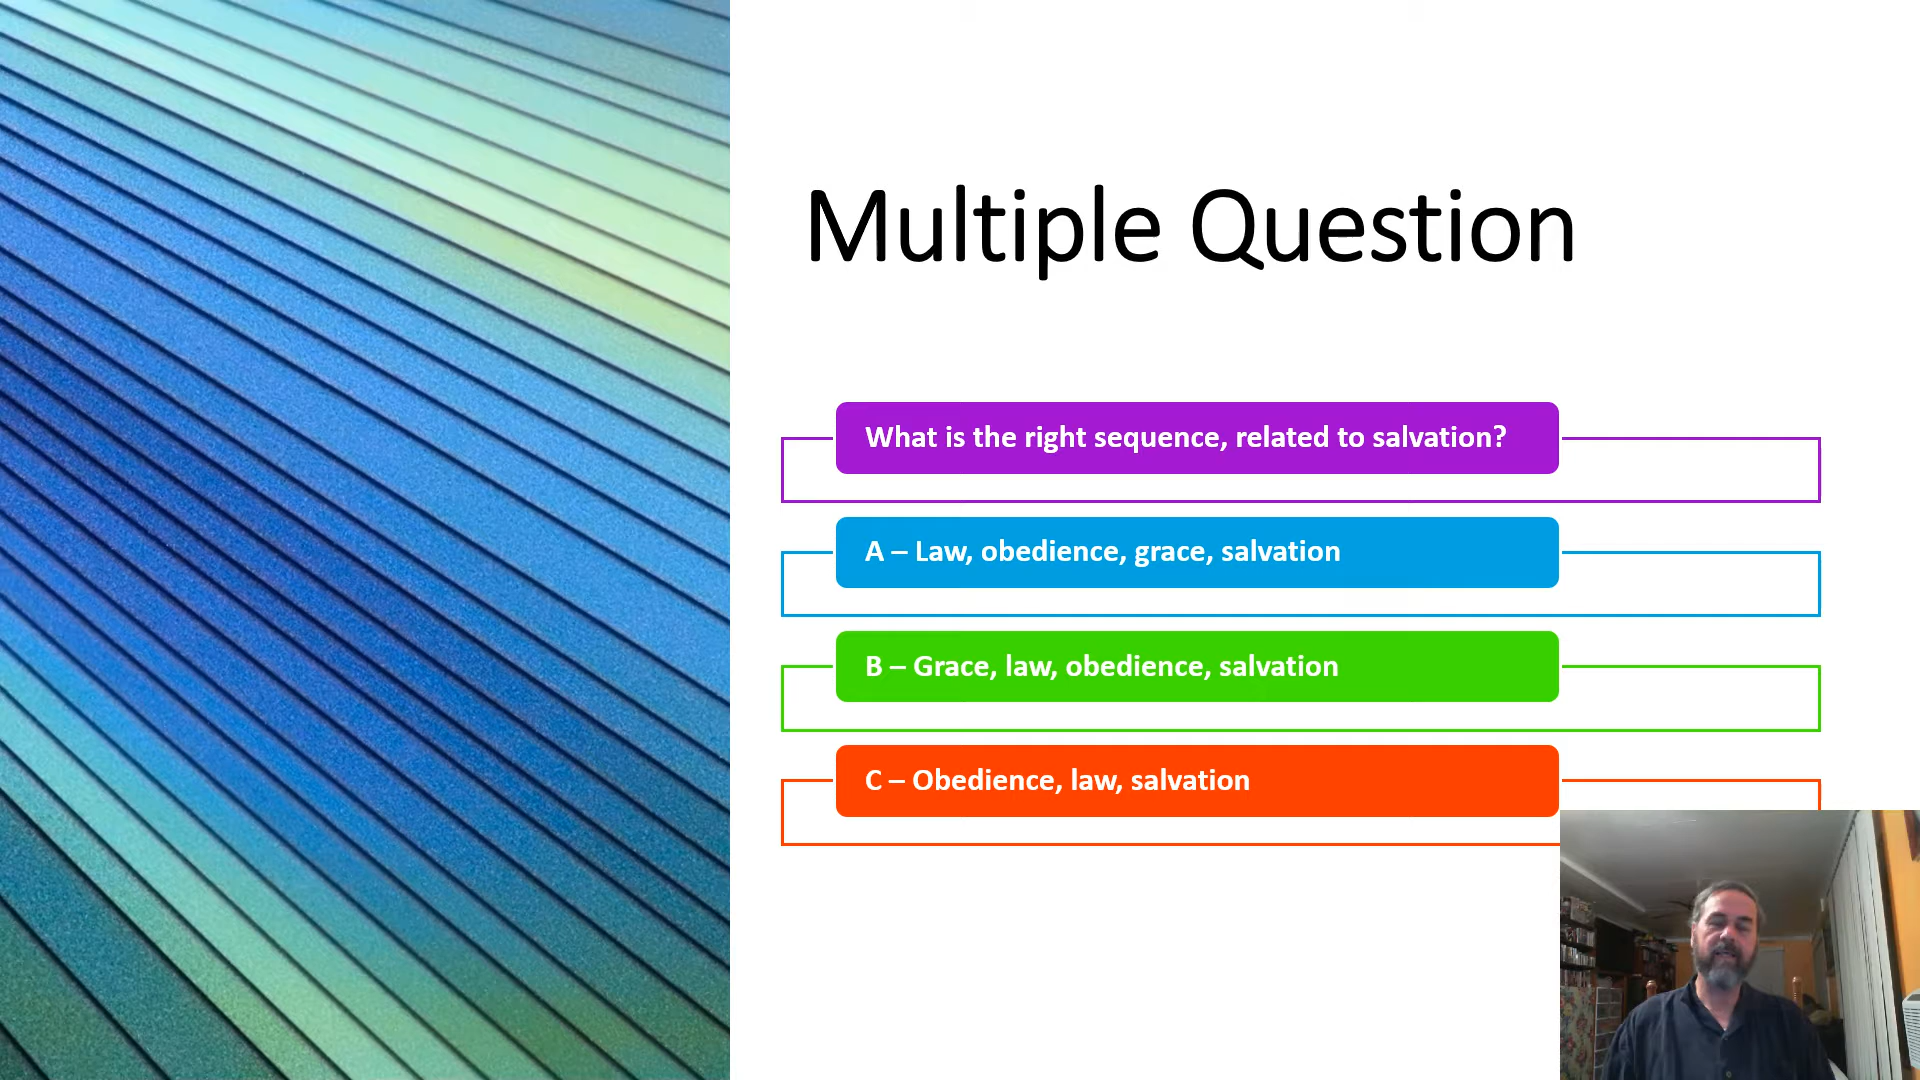 Multiple Question
What is the right sequence, related to salvation?
A – Law, obedience, grace, salvation
B – Grace, law, obedience, salvation
C – Obedience, law, salvation